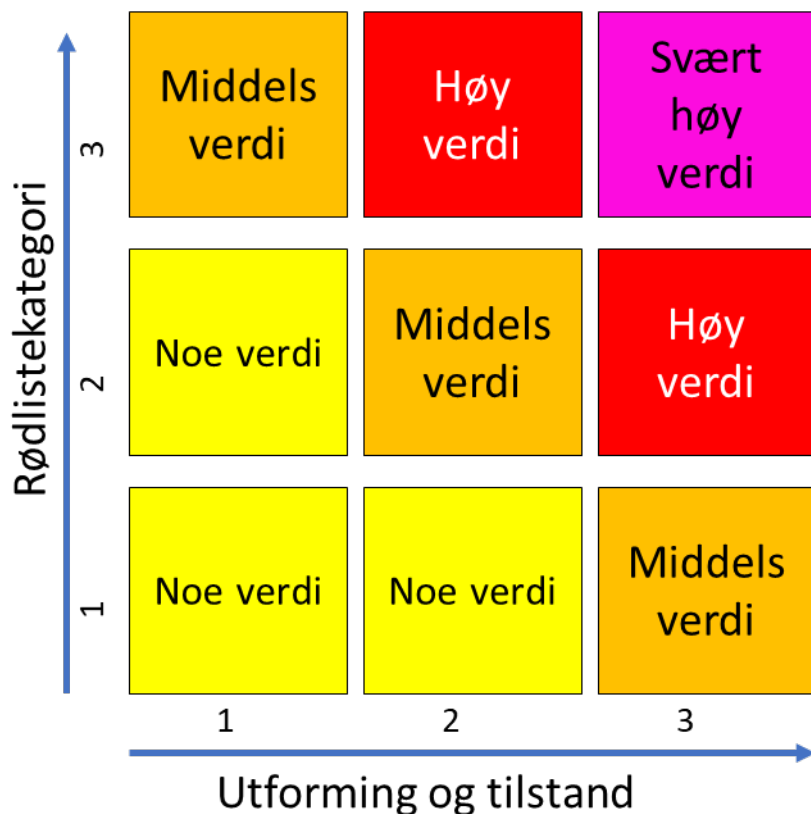 Rødlistekategori
3
Middels
verdi
Høy
verdi
Svært
høy
verdi
2
Noe verdi
Middels
verdi
Høy
verdi
1
Noe verdi
Noe verdi
Middels
verdi
1
2
3
Utforming og tilstand